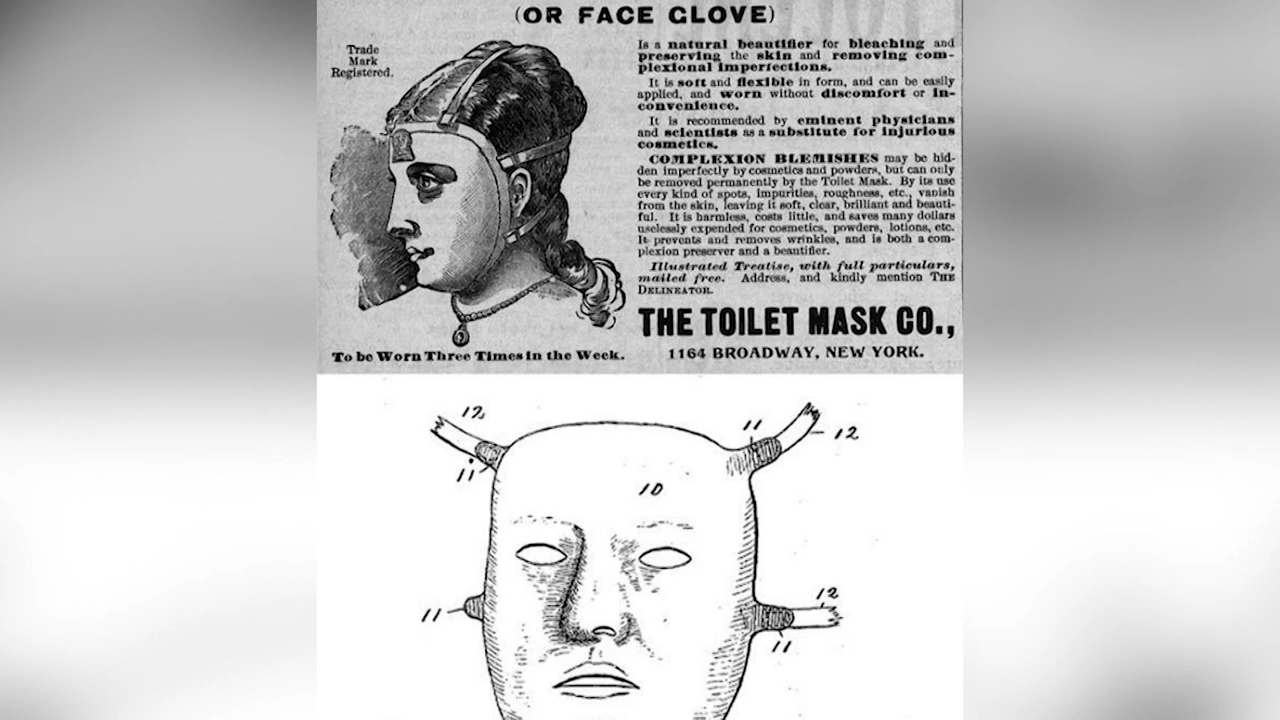 (OR FACE GLOVE)
Trade
Mark
Registered.
Is a natural beautifier for bleaching and
preserving the skin and removing com-
plexional imperfections.
It is soft and flexible in form, and can be easily
applied, and worn without discomfort or in-
convenience.
It is recommended by eminent physicians
and scientists as a substitute for injurious
cosmetics.
COMPLEXION BLEMISHES may be hid-
den imperfectly by cosmetics and powders, but can only
be removed permanently by the Toilet Mask. By its use
every kind of spots, impurities, roughness, etc., vanish
from the skin, leaving it soft, clear, brilliant and beauti-
ful. It is harmless, costs little, and saves many dollars
uselessly expended for cosmetics, powders, lotions, etc.
It prevents and removes wrinkles, and is both a com-
plexion preserver and a beautifier.
Illustrated Treatise, with full particulars,
mailed free. Address, and kindly mention THE
DELINEATOR.
THE TOILET MASK CO.,
To be Worn Three Times in the Week.
1164 BROADWAY, NEW YORK.
12
11
12
11
10
11
12
11